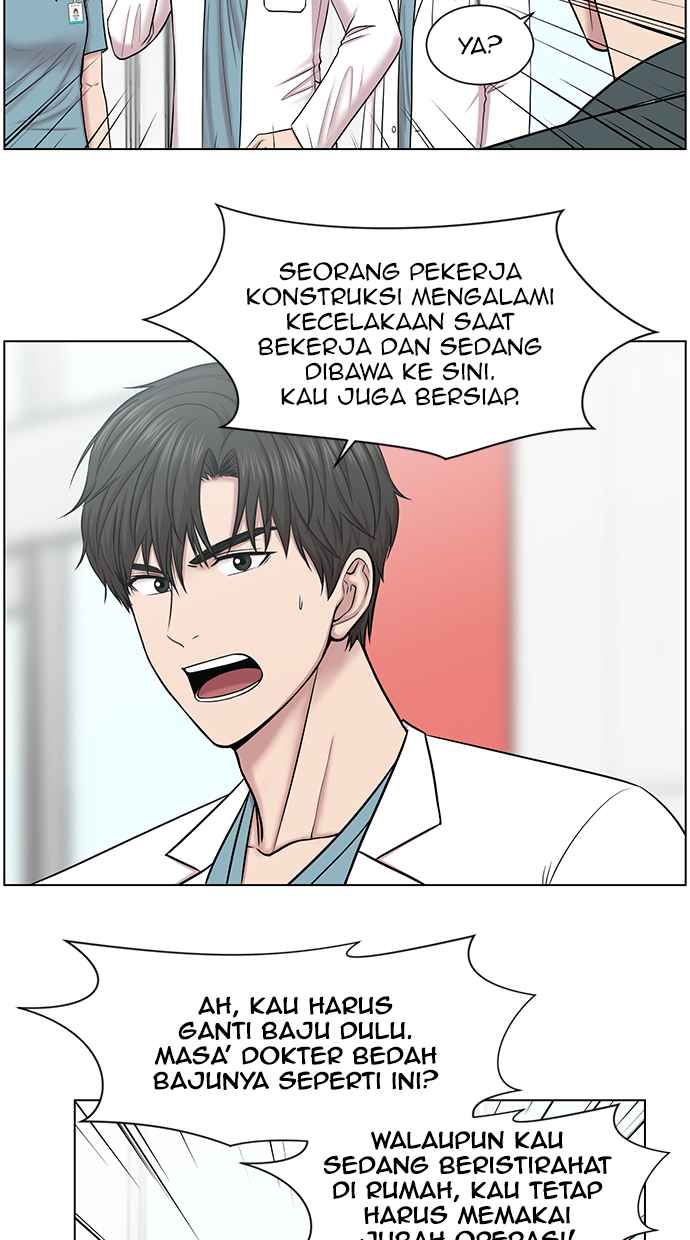 YA?
SEORANG PEKERJA
KONSTRUKSI MENGALAMI
KECELAKAAN SAAT
BEKERJA DAN SEDANG
DIBAWA KE SINI.
KAU JUGA BERSIAP.
AH, KAU HARUS
GANTI BAJU DULU.
MASA' DOKTER BEDAH
BAJUNYA SEPERTI INI?
WALAUPUN KAU
SEDANG BERISTIRAHAT
DI RUMAH, KAU TETAP
HARUS MEMAKAI
JUBAH OPERASI!